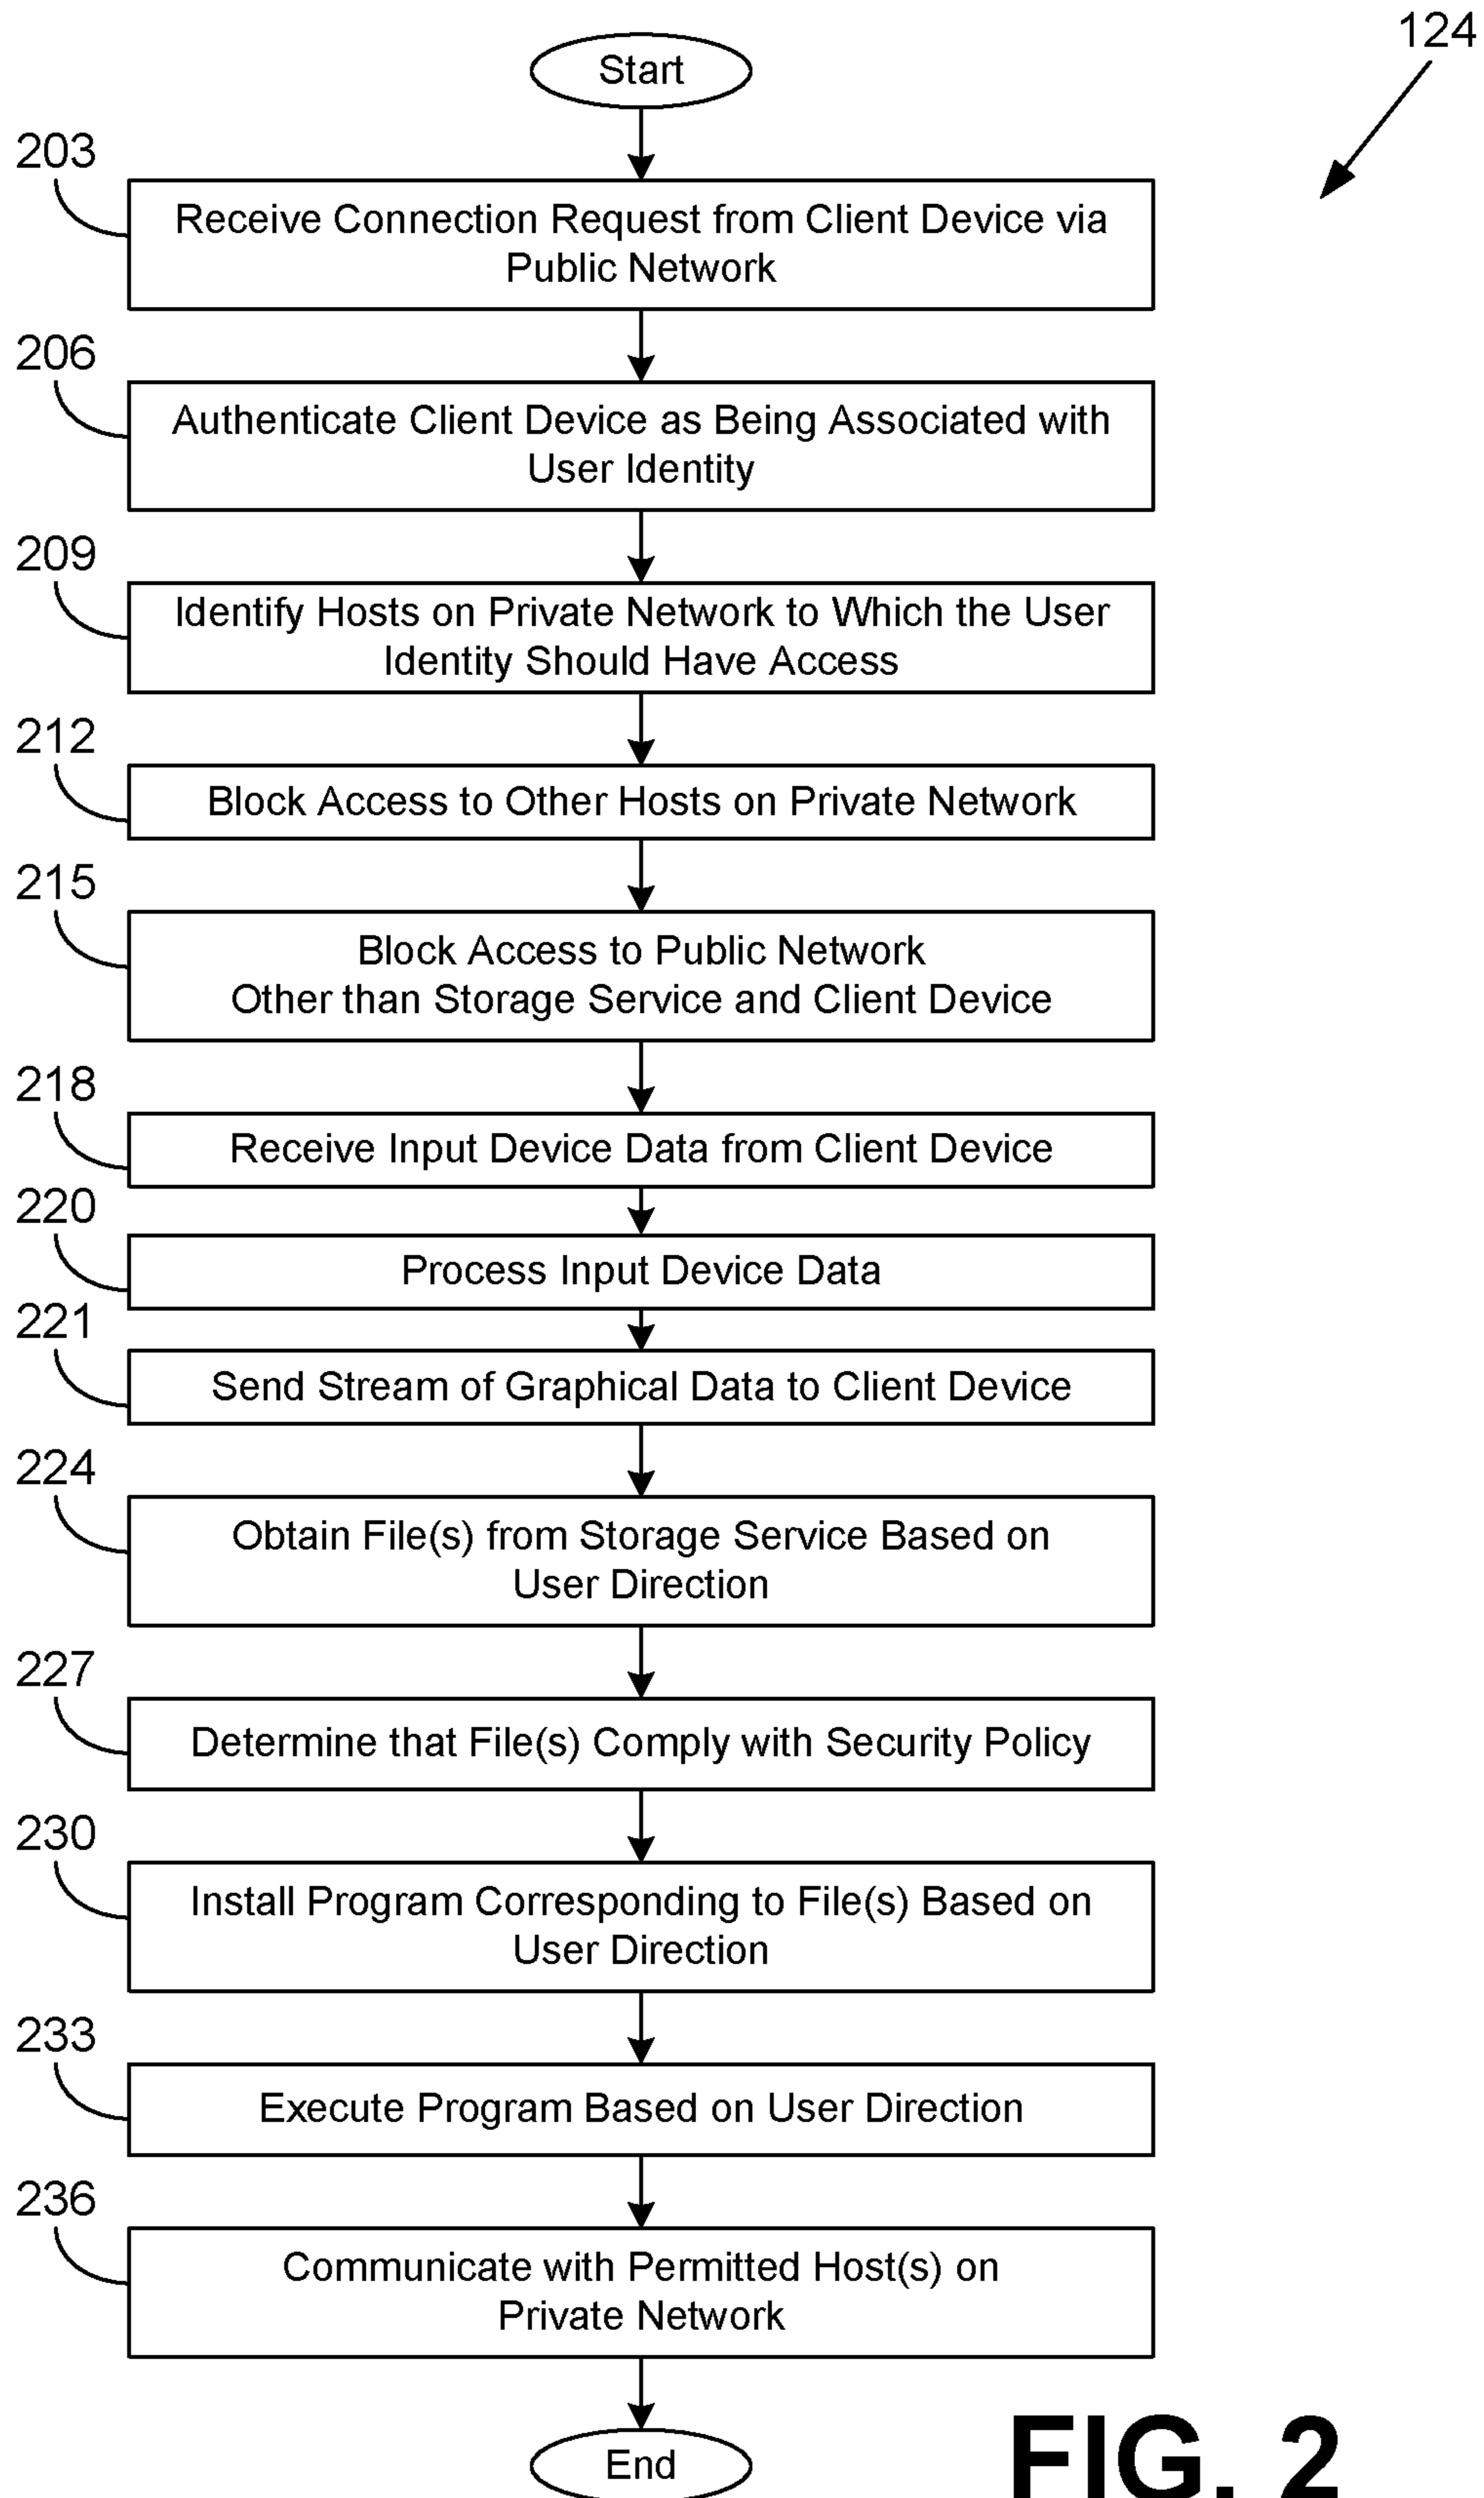 124
Start
203
Receive Connection Request from Client Device via
Public Network
206
Authenticate Client Device as Being Associated with
User Identity
209
Identify Hosts on Private Network to Which the User
Identity Should Have Access
212
Block Access to Other Hosts on Private Network
215
Block Access to Public Network
Other than Storage Service and Client Device
218
Receive Input Device Data from Client Device
220
Process Input Device Data
221
Send Stream of Graphical Data to Client Device
224
Obtain File(s) from Storage Service Based on
User Direction
227
Determine that File(s) Comply with Security Policy
230
Install Program Corresponding to File(s) Based on
User Direction
233
Execute Program Based on User Direction
236
Communicate with Permitted Host(s) on
Private Network
End
FIG. 2